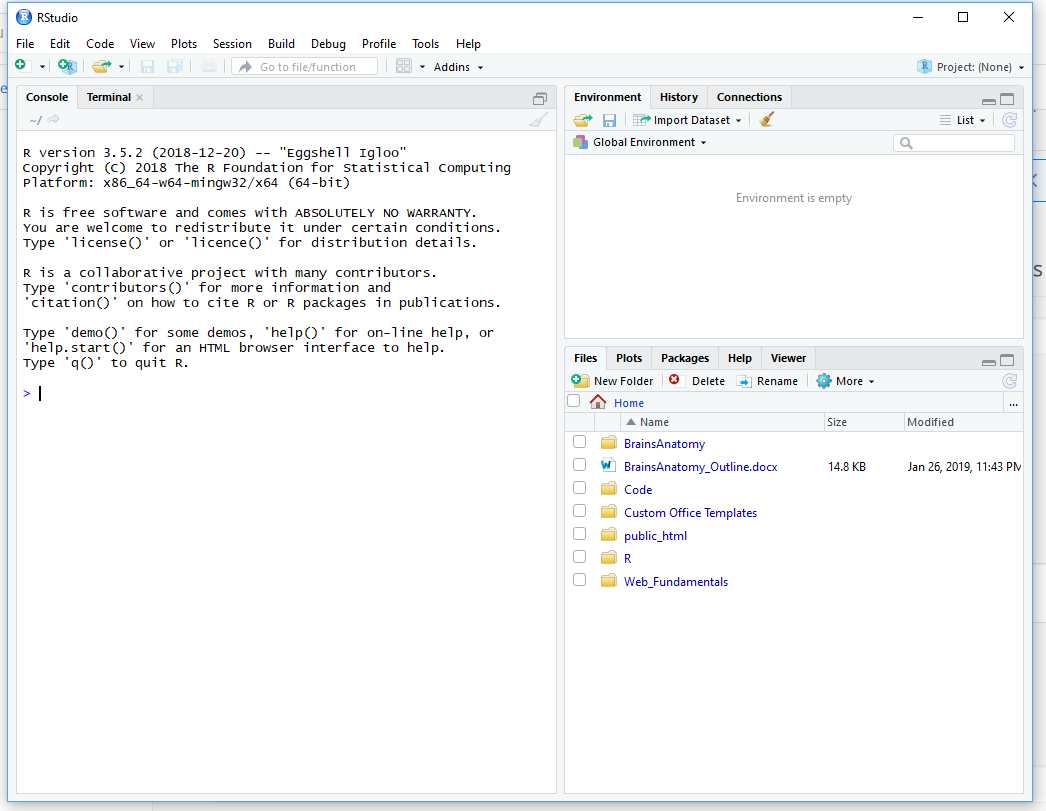 RStudio
File Edit Code View Plots Session Build Debug Profile Tools Help
Go to file/function Addins Project: (None)
Console Terminal
~/
R version 3.5.2 (2018-12-20) -- "Eggshell Igloo"
Copyright (C) 2018 The R Foundation for Statistical Computing
Platform: x86_64-w64-mingw32/x64 (64-bit)
R is free software and comes with ABSOLUTELY NO WARRANTY.
You are welcome to redistribute it under certain conditions.
Type 'license()' or 'licence()' for distribution details.
R is a collaborative project with many contributors.
Type 'contributors()' for more information and
'citation()' on how to cite R or R packages in publications.
Type 'demo()' for some demos, 'help()' for on-line help, or
'help.start()' for an HTML browser interface to help.
Type 'q()' to quit R.
>
Environment History Connections
Import Dataset List
Global Environment
Environment is empty
Files Plots Packages Help Viewer
New Folder Delete Rename More
Home ...
Name Size Modified
BrainsAnatomy
BrainsAnatomy_Outline.docx 14.8 KB Jan 26, 2019, 11:43 PM
Code
Custom Office Templates
public_html
R
Web_Fundamentals